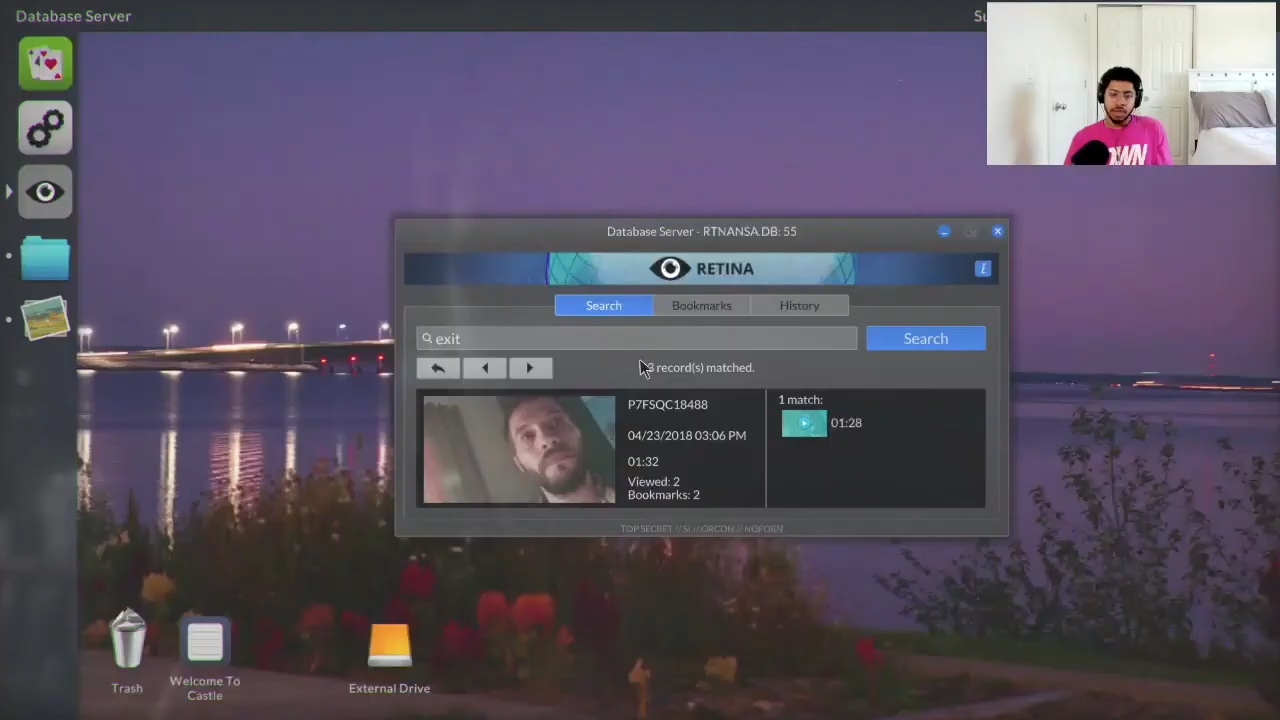 Database Server
Database Server - RTNANSA.DB: 55
RETINA
i
Search
Bookmarks
History
exit
Search
record(s) matched.
P7FSQC18488
04/23/2018 03:06 PM
01:32
Viewed: 2
Bookmarks: 2
1 match:
01:28
TOP SECRET // SI // ORCON // NOFORN
Trash
Welcome To
Castle
External Drive